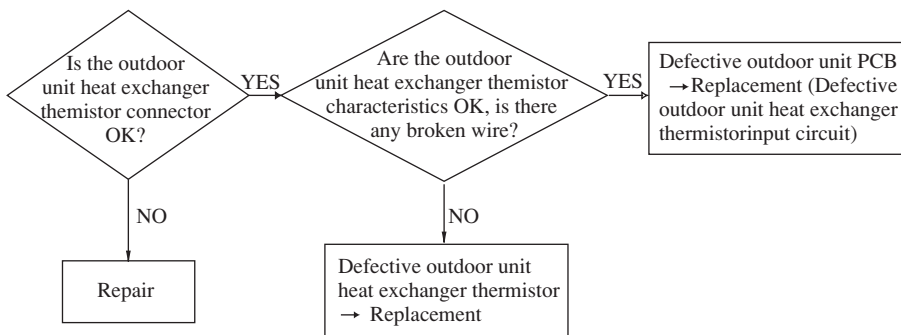 Is the outdoor
unit heat exchanger
themistor connector
OK?
YES
NO
Repair
Are the outdoor
unit heat exchanger themistor
characteristics OK, is there
any broken wire?
YES
NO
Defective outdoor unit
heat exchanger thermistor
→ Replacement
Defective outdoor unit PCB
→Replacement (Defective
outdoor unit heat exchanger
thermistorinput circuit)